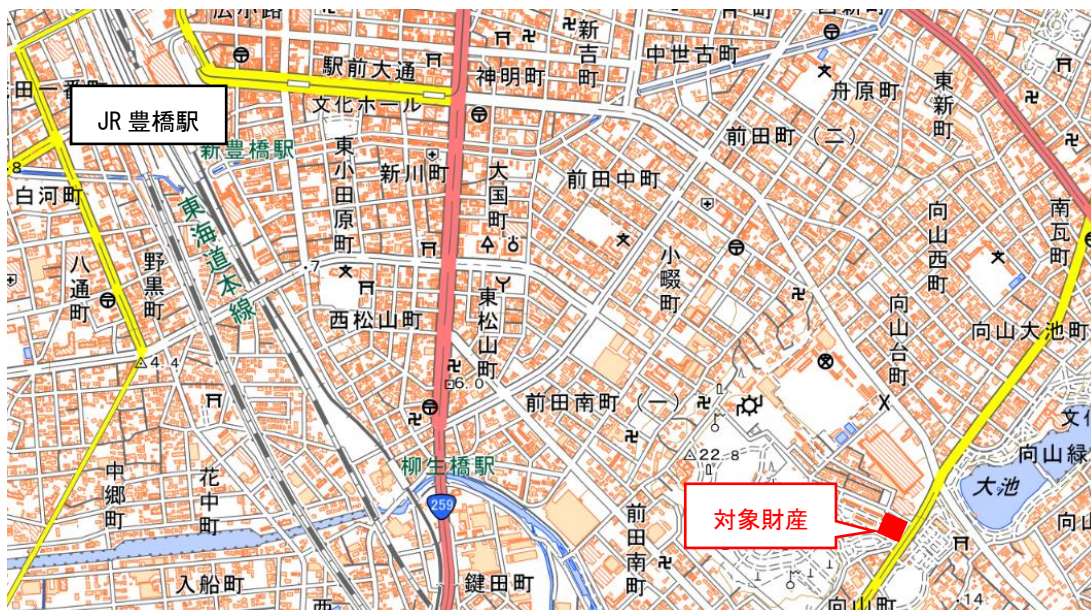 広小路
新吉町
中世古町
駅前大通
神明町
舟原町
東新町
文化ホール
JR 豊橋駅
新豊橋駅
前田町(二)
新川町
大国町
前田中町
東小田原町
白河町
東海道本線
向山西町
南瓦町
八通町
野黒町
小畷町
・7
西松山町
東松山町
向山台町
向山大池町
4.4
6.0
前田南町(一)
22.8
向山緑
大池
柳生橋駅
中郷町
花中町
259
対象財産
前田南町
入船町
鍵田町
向山町
・14